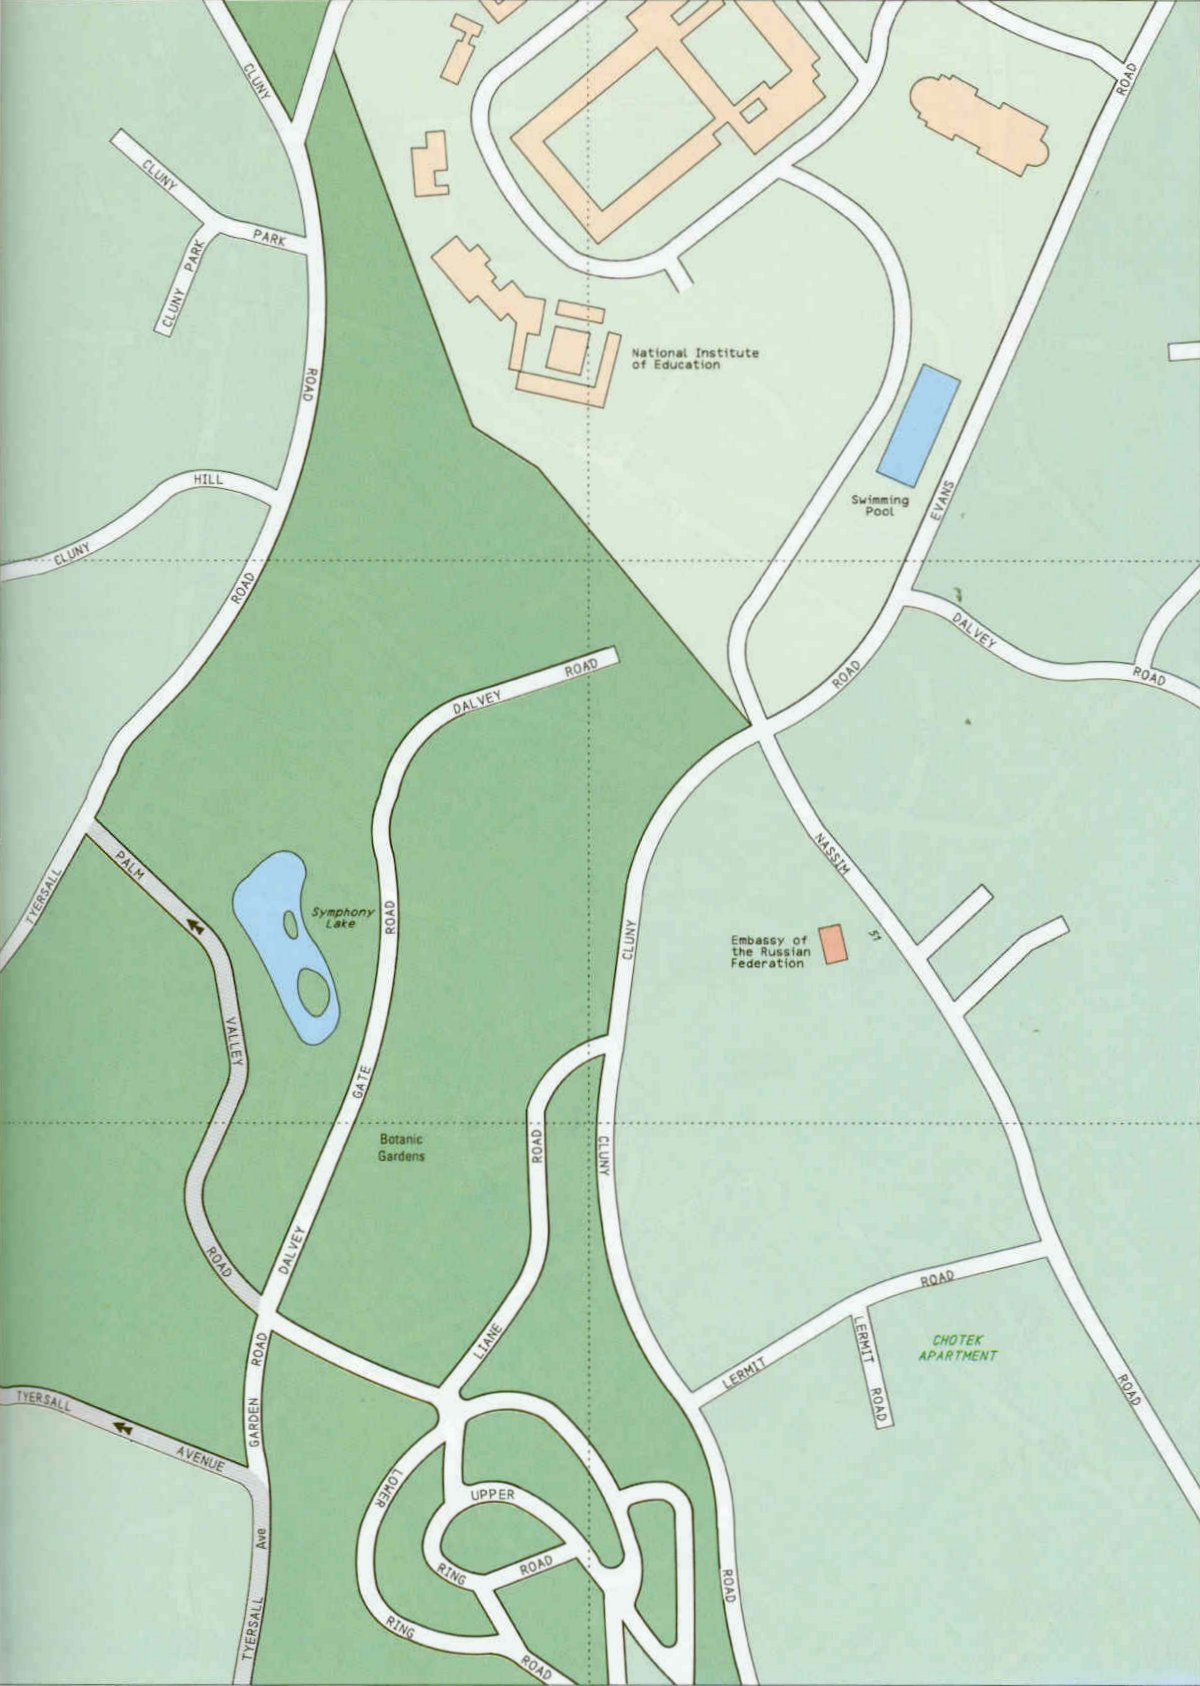 CLUNY
ROAD
CLUNY
PARK
CLUNY PARK
ROAD
National Institute
of Education
HILL
CLUNY
Swimming
Pool
EVANS
ROAD
DALVEY
ROAD
ROAD
DALVEY
ROAD
NASSIM
PALM
TYERSALL
Symphony
Lake
ROAD
CLUNY
Embassy of
the Russian
Federation
51
VALLEY
GATE
Botanic
Gardens
ROAD
CLUNY
DALVEY
ROAD
ROAD
LERMIT
LERMIT ROAD
CHOTEK
APARTMENT
ROAD
LIANE
GARDEN ROAD
TYERSALL
AVENUE
LOWER
UPPER
RING
ROAD
RING
ROAD
TYERSALL Ave
ROAD